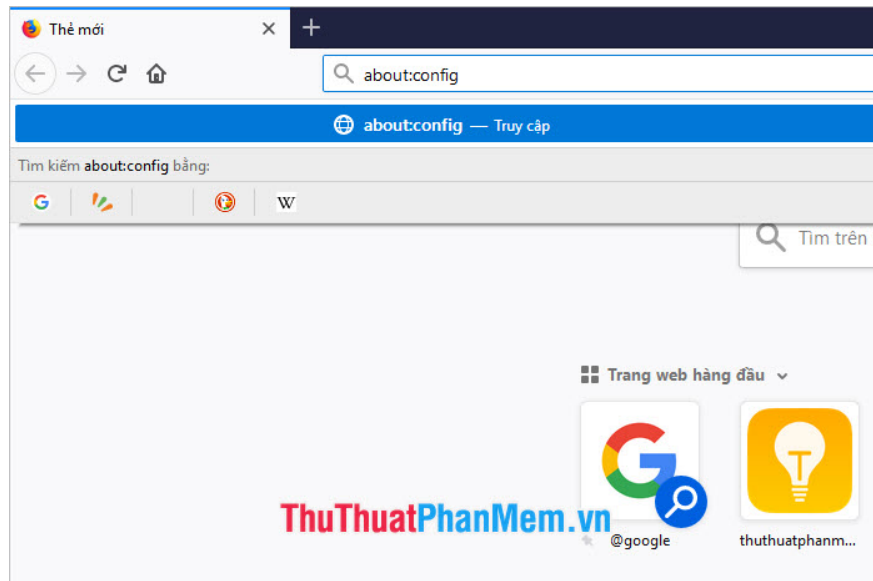 Thẻ mới
about:config
about:config — Truy cập
Tìm kiếm about:config bằng:
G
W
Tìm trên
Trang web hàng đầu
T
ThuThuatPhanMem.vn
@google
thuthuatphanm...